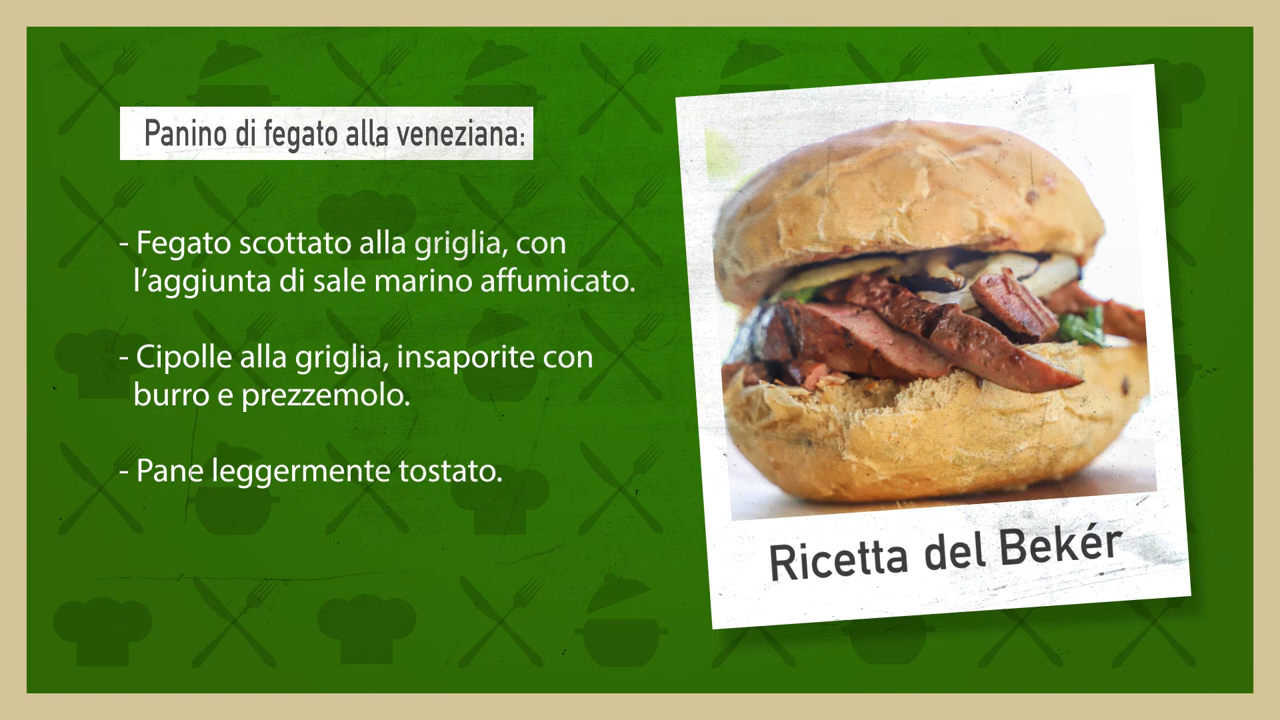 Panino di fegato alla veneziana:
- Fegato scottato alla griglia, con
l’aggiunta di sale marino affumicato.
- Cipolle alla griglia, insaporite con
burro e prezzemolo.
- Pane leggermente tostato.
Ricetta del Bekér